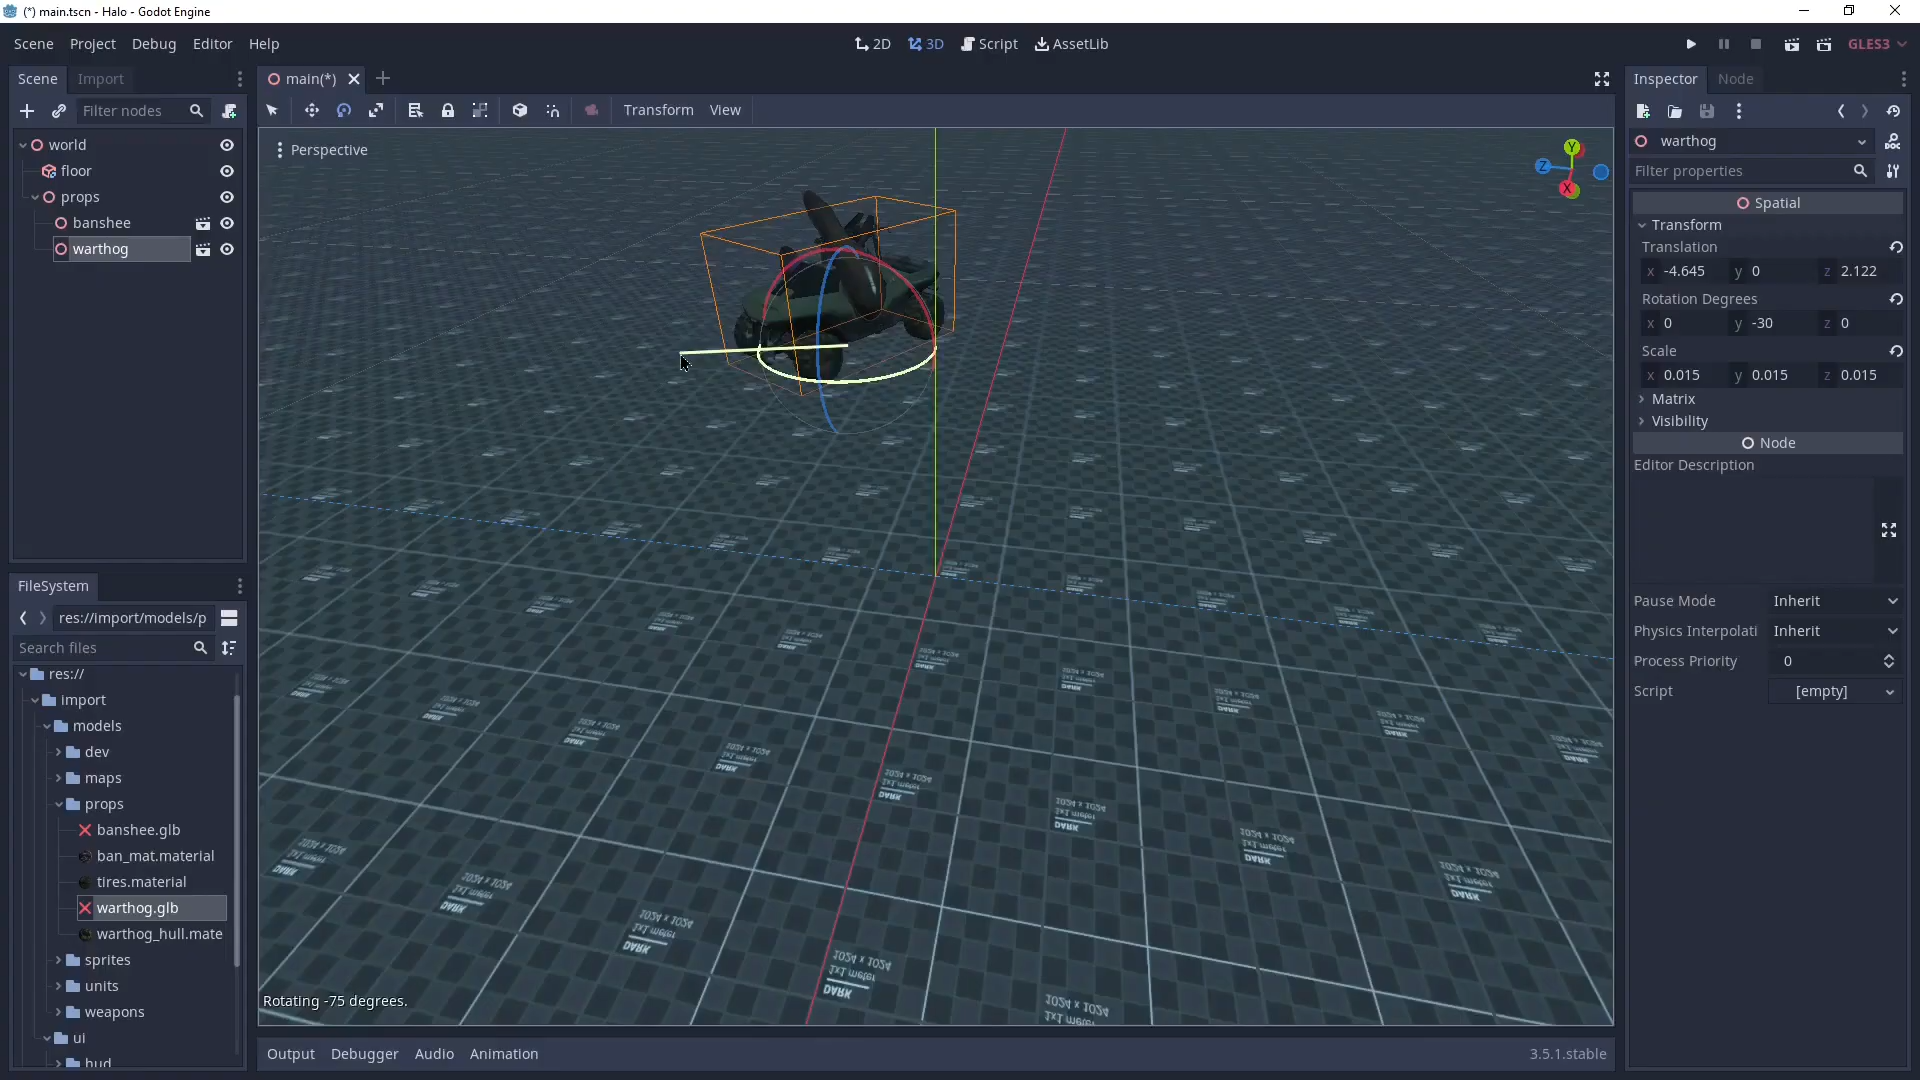 (*) main.tscn - Halo - Godot Engine
Scene Project Debug Editor Help
2D 3D Script AssetLib
GLES3
Scene Import
main(*)
Inspector Node
Filter nodes
Transform View
world
floor
props
banshee
warthog
Perspective
Y
Z
X
warthog
Filter properties
Spatial
Transform
Translation
x -4.645 y 0 z 2.122
Rotation Degrees
x 0 y -30 z 0
Scale
x 0.015 y 0.015 z 0.015
Matrix
Visibility
Node
Editor Description
Pause Mode Inherit
Physics Interpolati Inherit
Process Priority 0
Script [empty]
FileSystem
res://import/models/p
Search files
res://
import
models
dev
maps
props
banshee.glb
ban_mat.material
tires.material
warthog.glb
warthog_hull.mate
sprites
units
weapons
ui
hud
1024 x 1024
1x1 meter
DARK
Rotating -75 degrees.
Output Debugger Audio Animation
3.5.1.stable